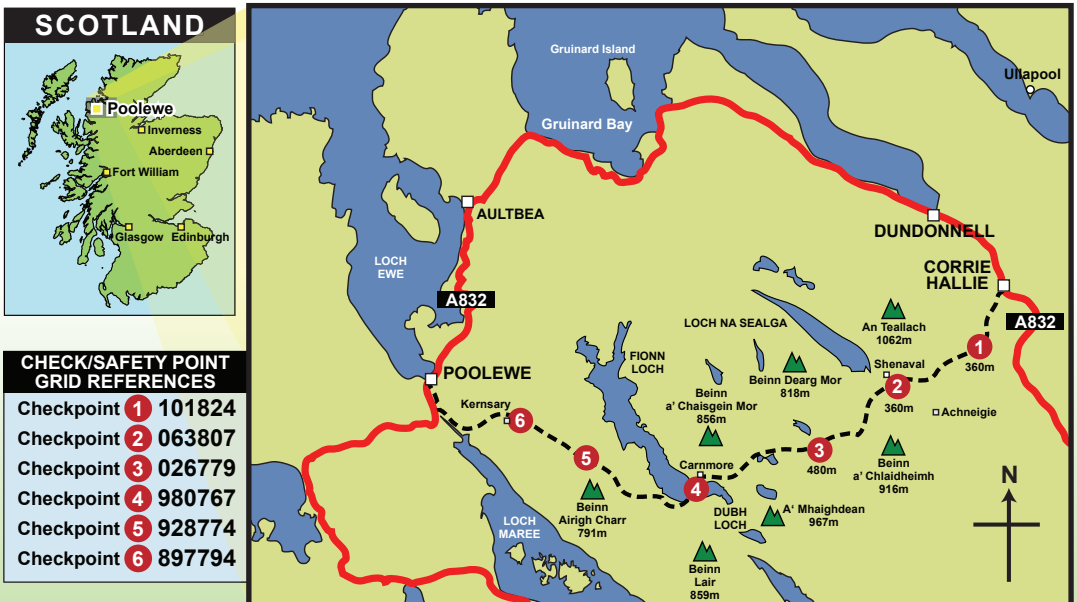 SCOTLAND
Poolewe
Inverness
Aberdeen
Fort William
Glasgow
Edinburgh
CHECK/SAFETY POINT
GRID REFERENCES
Checkpoint 1 101824
Checkpoint 2 063807
Checkpoint 3 026779
Checkpoint 4 980767
Checkpoint 5 928774
Checkpoint 6 897794
Gruinard Island
Ullapool
Gruinard Bay
AULTBEA
DUNDONNELL
LOCH
EWE
CORRIE
HALLIE
A832
A832
LOCH NA SEALGA
An Teallach
1062m
1
360m
FIONN
LOCH
Shenaval
2
360m
POOLEWE
Beinn Dearg Mor
818m
Beinn
a' Chaisgein Mor
856m
Achneigie
Kernsary
6
3
480m
5
Beinn
a' Chlaidheimh
916m
Carnmore
4
N
Beinn
Airigh Charr
791m
DUBH
LOCH
A' Mhaighdean
967m
LOCH
MAREE
Beinn
Lair
859m